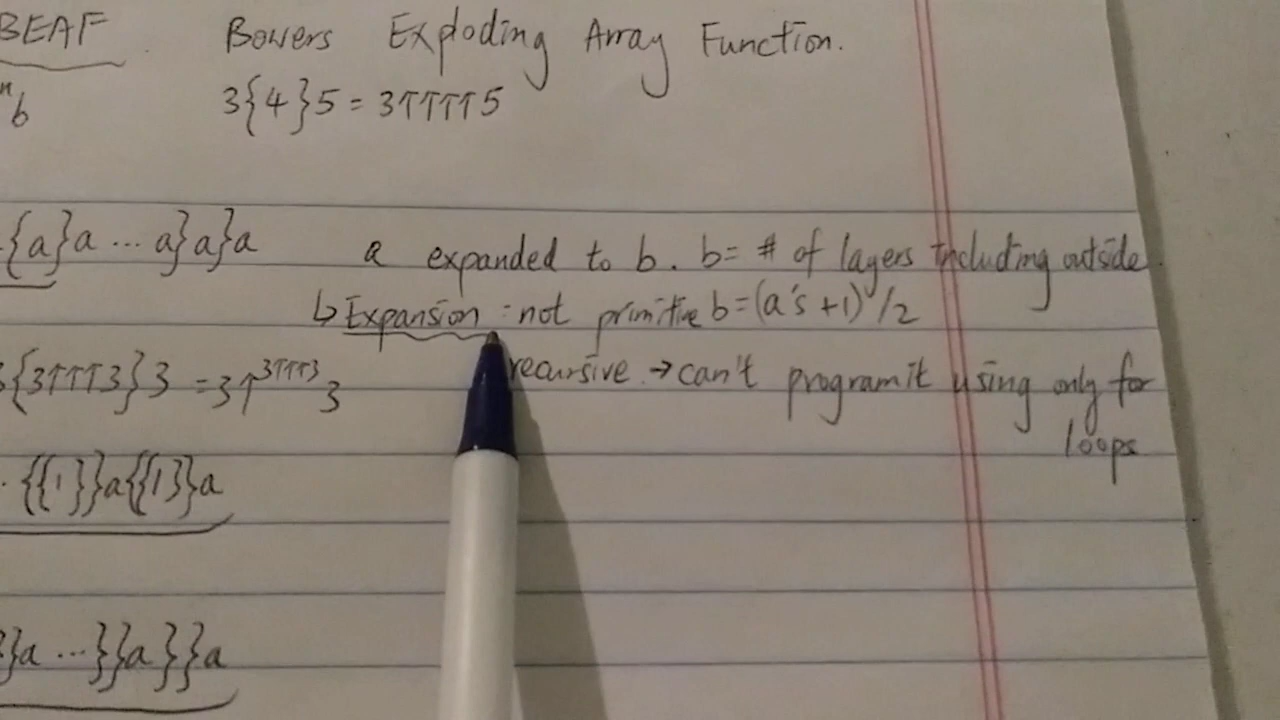 BEAF Bowers Exploding Array Function.
n b 3{4}5 = 3↑↑↑↑5
{a}a ... a}a}a a expanded to b. b= # of layers including outside.
↳ Expansion : not primitive b=(a's +1)/2
{3↑↑↑3}3 = 3↑^3↑↑↑3 3 recursive → can't program it using only for
loops
{{1}}a{{1}}a
}a ...}}a}}a